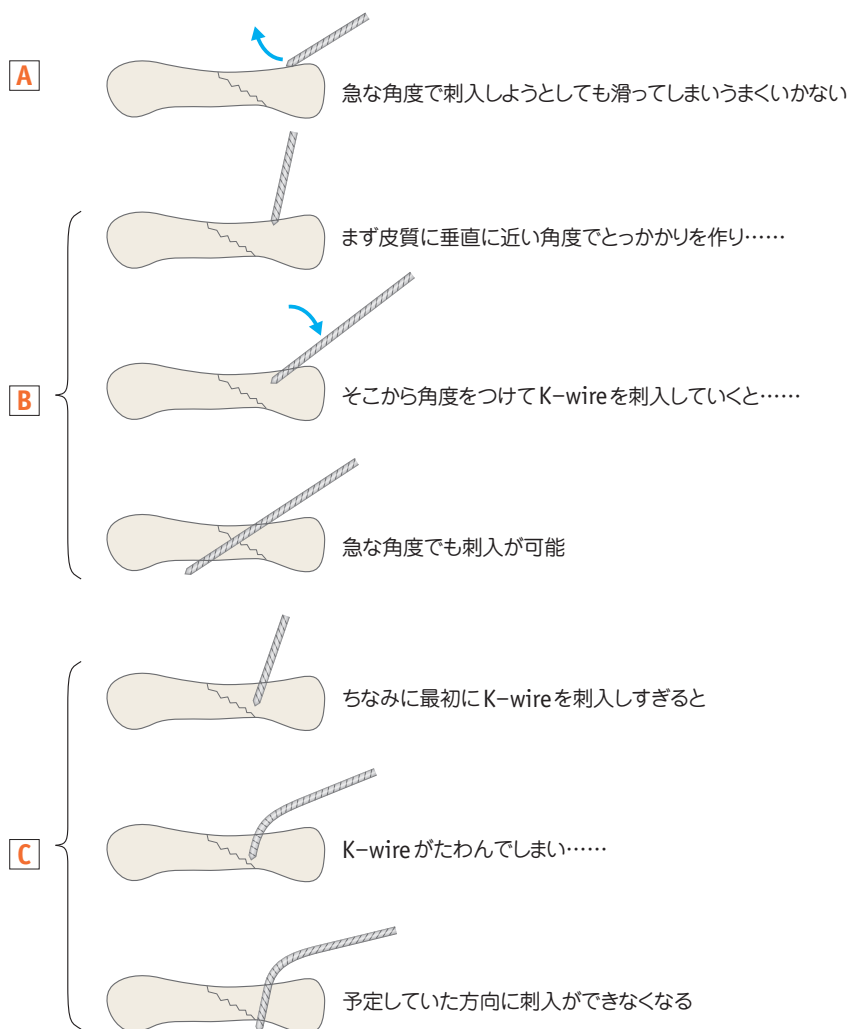 A
急な角度で刺入しようとしても滑ってしまいうまくいかない
まず皮質に垂直に近い角度でとっかかりを作り……
B
そこから角度をつけてK-wireを刺入していくと……
急な角度でも刺入が可能
ちなみに最初にK-wireを刺入しすぎると
C
K-wireがたわんでしまい……
予定していた方向に刺入ができなくなる